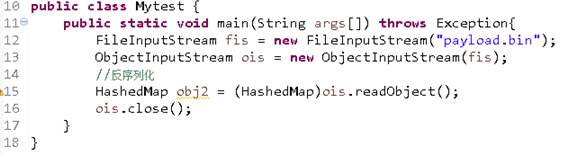 10 public class Mytest {
11 public static void main(String args[]) throws Exception{
12 FileInputStream fis = new FileInputStream("payload.bin");
13 ObjectInputStream ois = new ObjectInputStream(fis);
14 //反序列化
15 HashedMap obj2 = (HashedMap)ois.readObject();
16 ois.close();
17 }
18 }